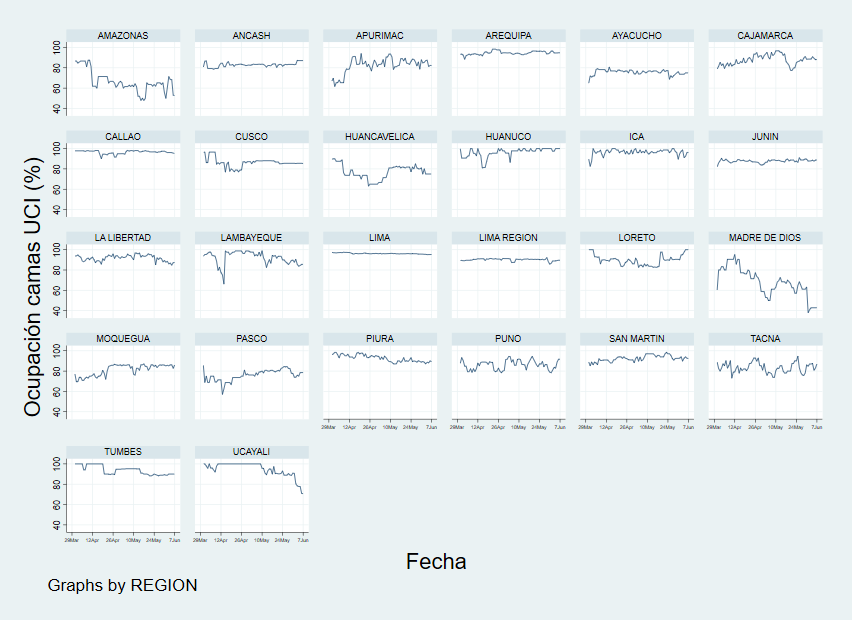 Ocupación camas UCI (%)
AMAZONAS ANCASH APURIMAC AREQUIPA AYACUCHO CAJAMARCA
100
80
60
40
CALLAO CUSCO HUANCAVELICA HUANUCO ICA JUNIN
100
80
60
40
LA LIBERTAD LAMBAYEQUE LIMA LIMA REGION LORETO MADRE DE DIOS
100
80
60
40
MOQUEGUA PASCO PIURA PUNO SAN MARTIN TACNA
100
80
60
40
29Mar 12Apr 26Apr 10May 24May 7Jun 29Mar 12Apr 26Apr 10May 24May 7Jun 29Mar 12Apr 26Apr 10May 24May 7Jun 29Mar 12Apr 26Apr 10May 24May 7Jun
TUMBES UCAYALI
100
80
60
40
29Mar 12Apr 26Apr 10May 24May 7Jun 29Mar 12Apr 26Apr 10May 24May 7Jun
Fecha
Graphs by REGION